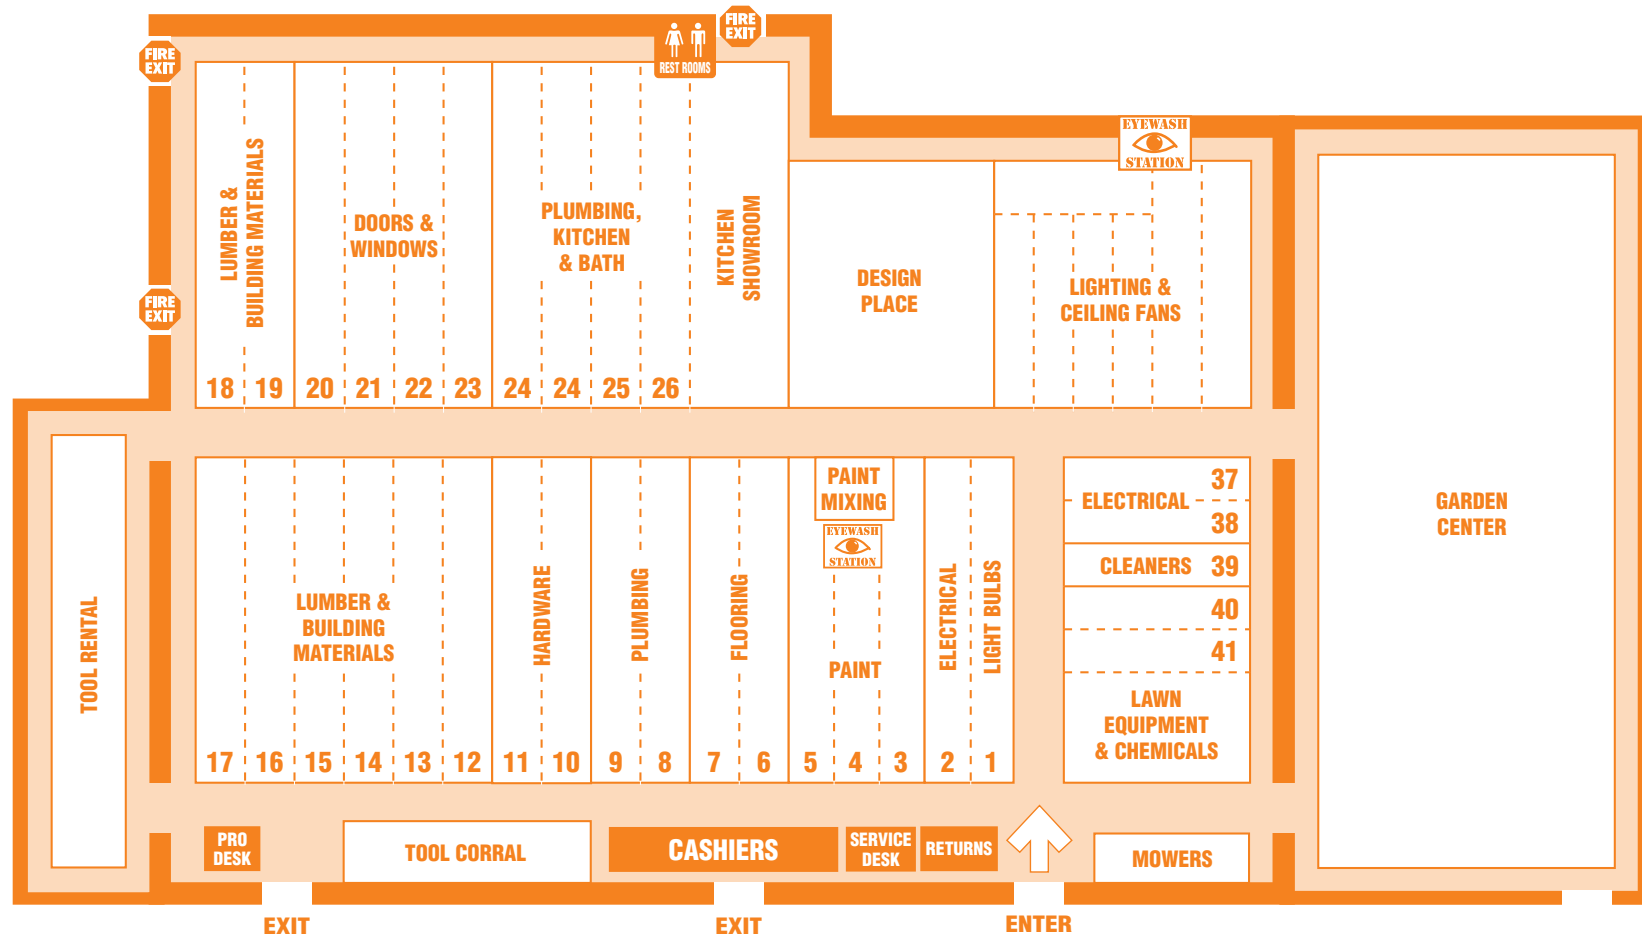 FIRE
EXIT
FIRE
EXIT
REST ROOMS
FIRE
EXIT
EYEWASH
STATION
LUMBER &
BUILDING MATERIALS
DOORS &
WINDOWS
PLUMBING,
KITCHEN
& BATH
KITCHEN
SHOWROOM
DESIGN
PLACE
LIGHTING &
CEILING FANS
18 19 20 21 22 23 24 24 25 26
TOOL RENTAL
LUMBER &
BUILDING
MATERIALS
HARDWARE
PLUMBING
FLOORING
PAINT
MIXING
EYEWASH
STATION
PAINT
ELECTRICAL
LIGHT BULBS
17 16 15 14 13 12 11 10 9 8 7 6 5 4 3 2 1
37
ELECTRICAL
38
CLEANERS 39
40
41
LAWN
EQUIPMENT
& CHEMICALS
GARDEN
CENTER
PRO
DESK
TOOL CORRAL
CASHIERS
SERVICE
DESK
RETURNS
MOWERS
EXIT
EXIT
ENTER